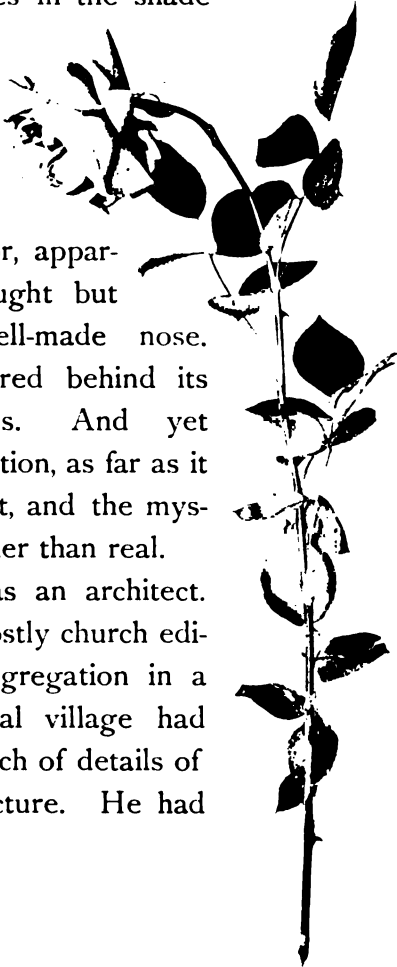 es in the shade
or, appar-
ught but
ell-made nose.
red behind its
s. And yet
tion, as far as it
t, and the mys-
er than real.
as an architect.
ostly church edi-
gregation in a
al village had
ch of details of
cture. He had